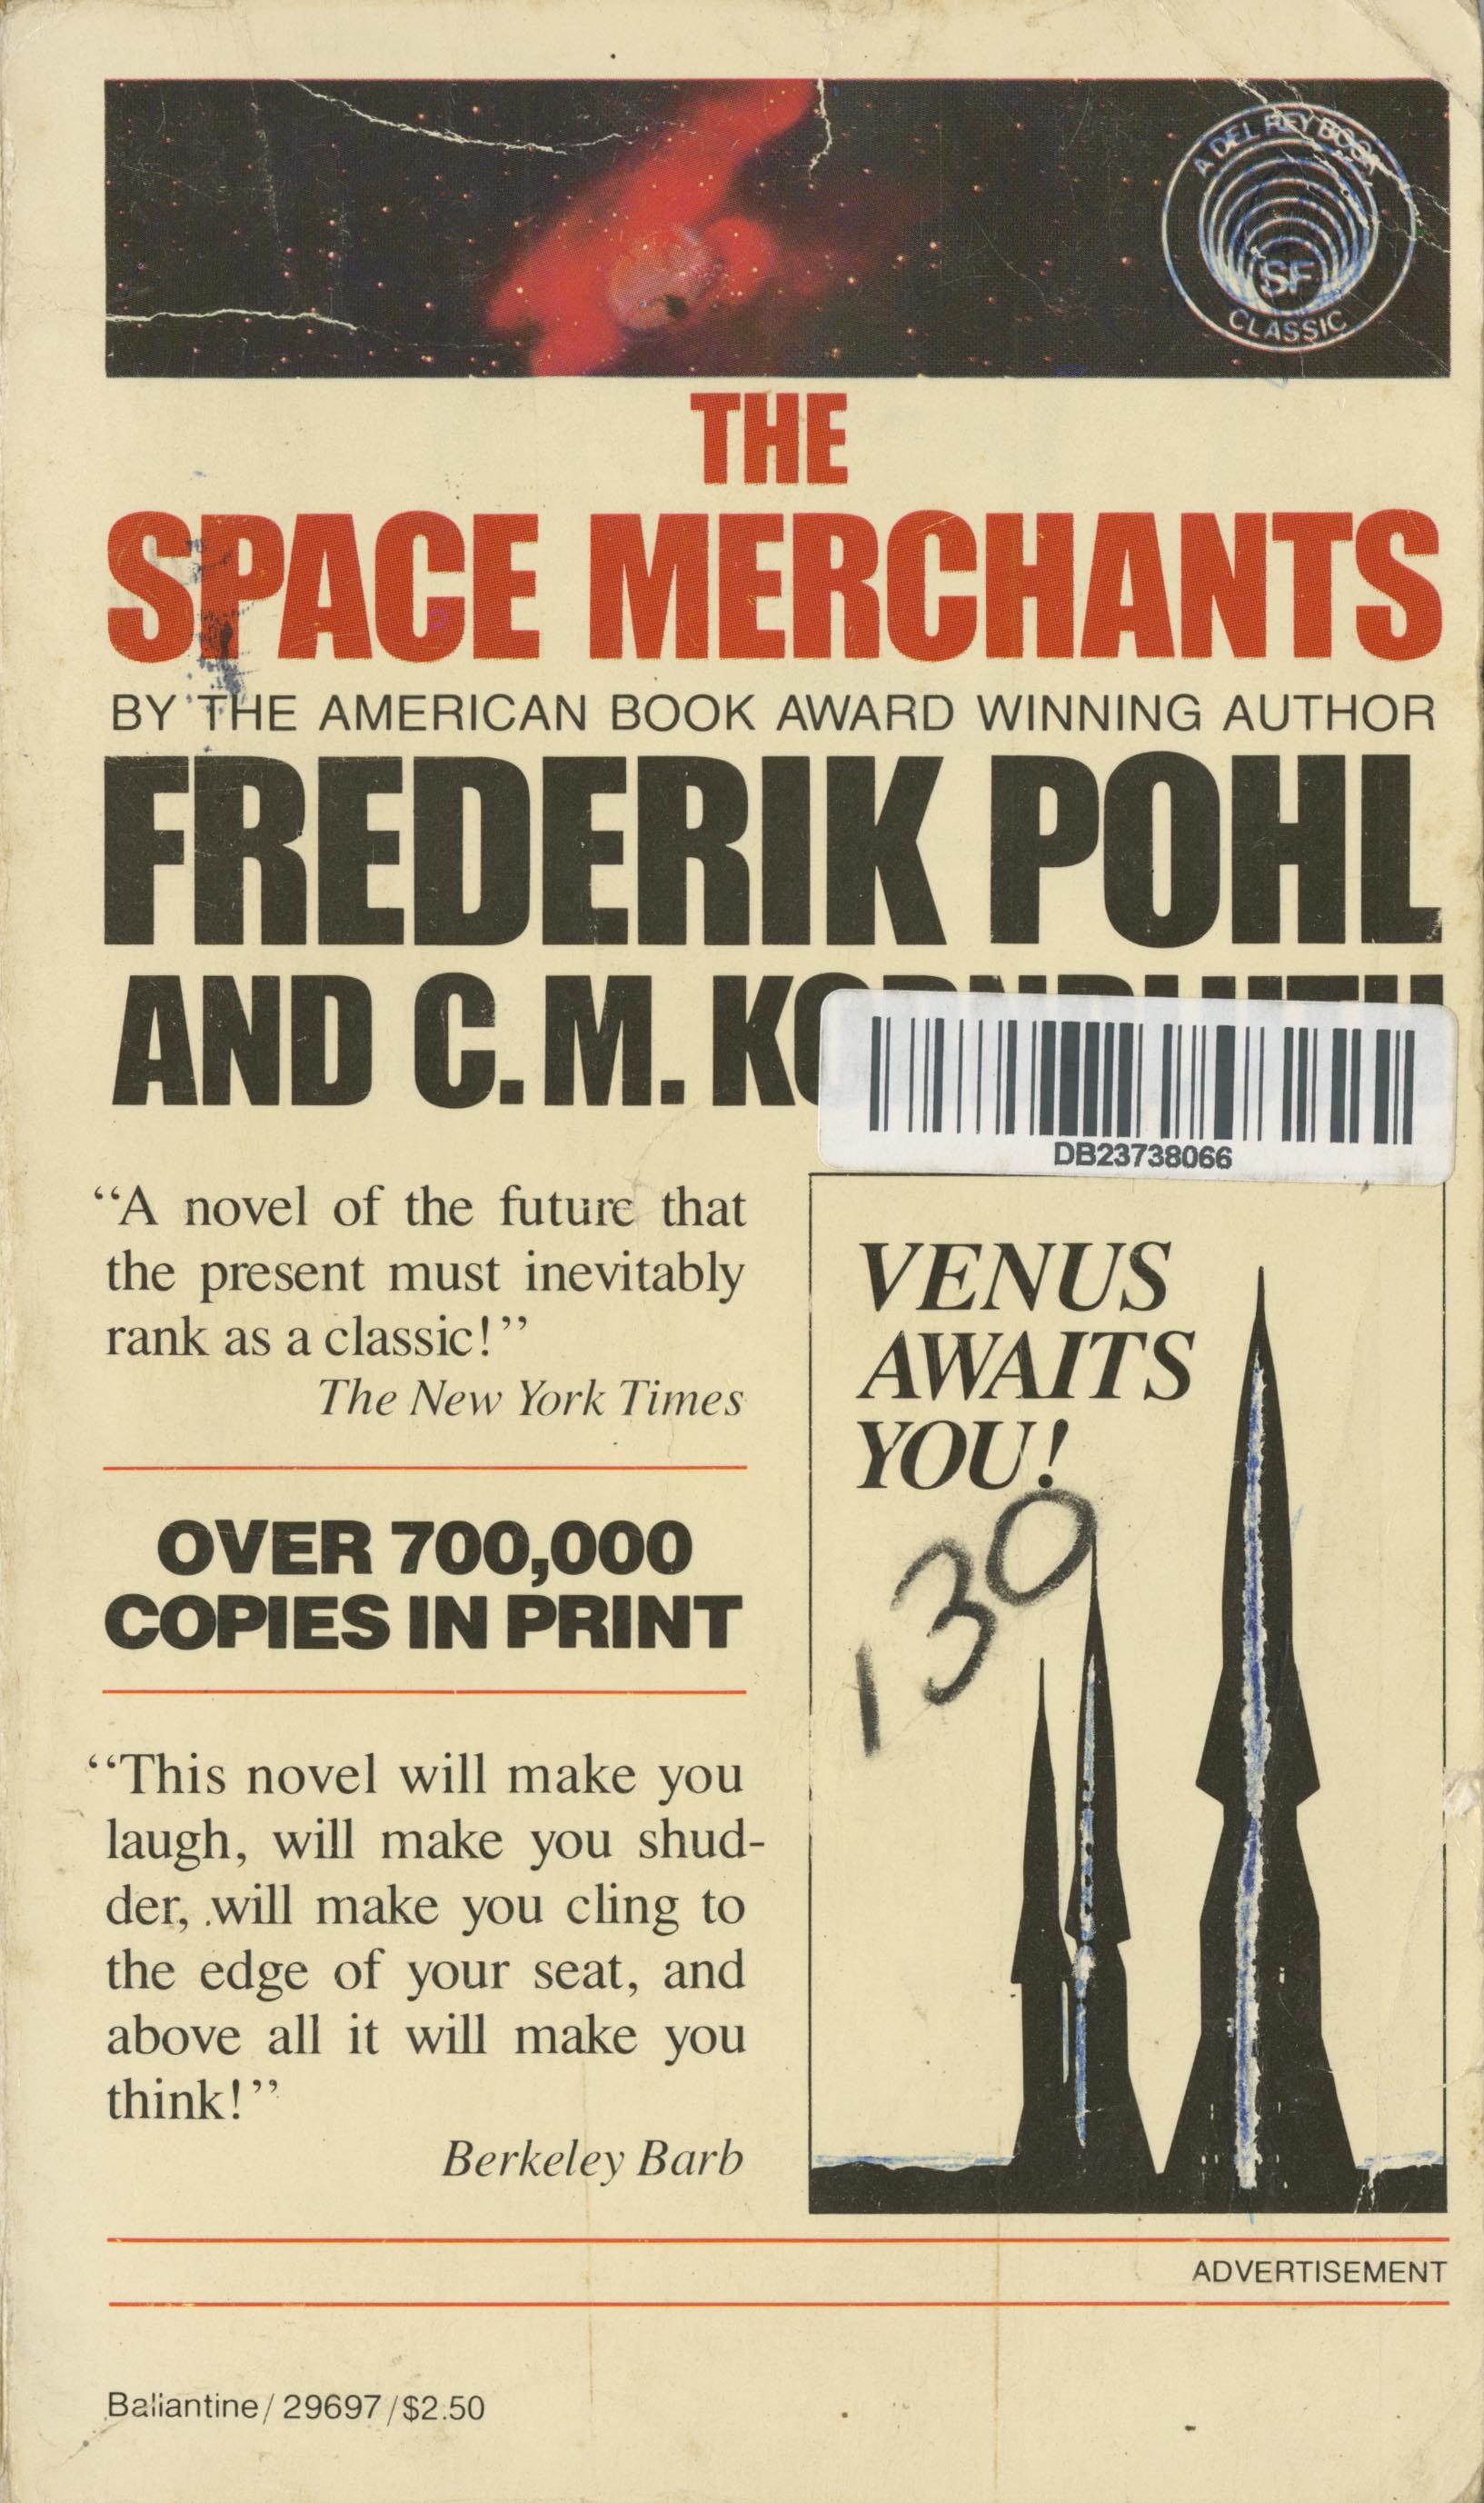 A DEL REY BOOK
SF
CLASSIC
THE
SPACE MERCHANTS
BY THE AMERICAN BOOK AWARD WINNING AUTHOR
FREDERIK POHL
AND C.M.
DB23738066
“A novel of the future that
the present must inevitably
rank as a classic!”
The New York Times
OVER 700,000
COPIES IN PRINT
“This novel will make you
laugh, will make you shud-
der, will make you cling to
the edge of your seat, and
above all it will make you
think!”
Berkeley Barb
VENUS
AWAITS
YOU!
130
ADVERTISEMENT
Ballantine/29697/$2.50